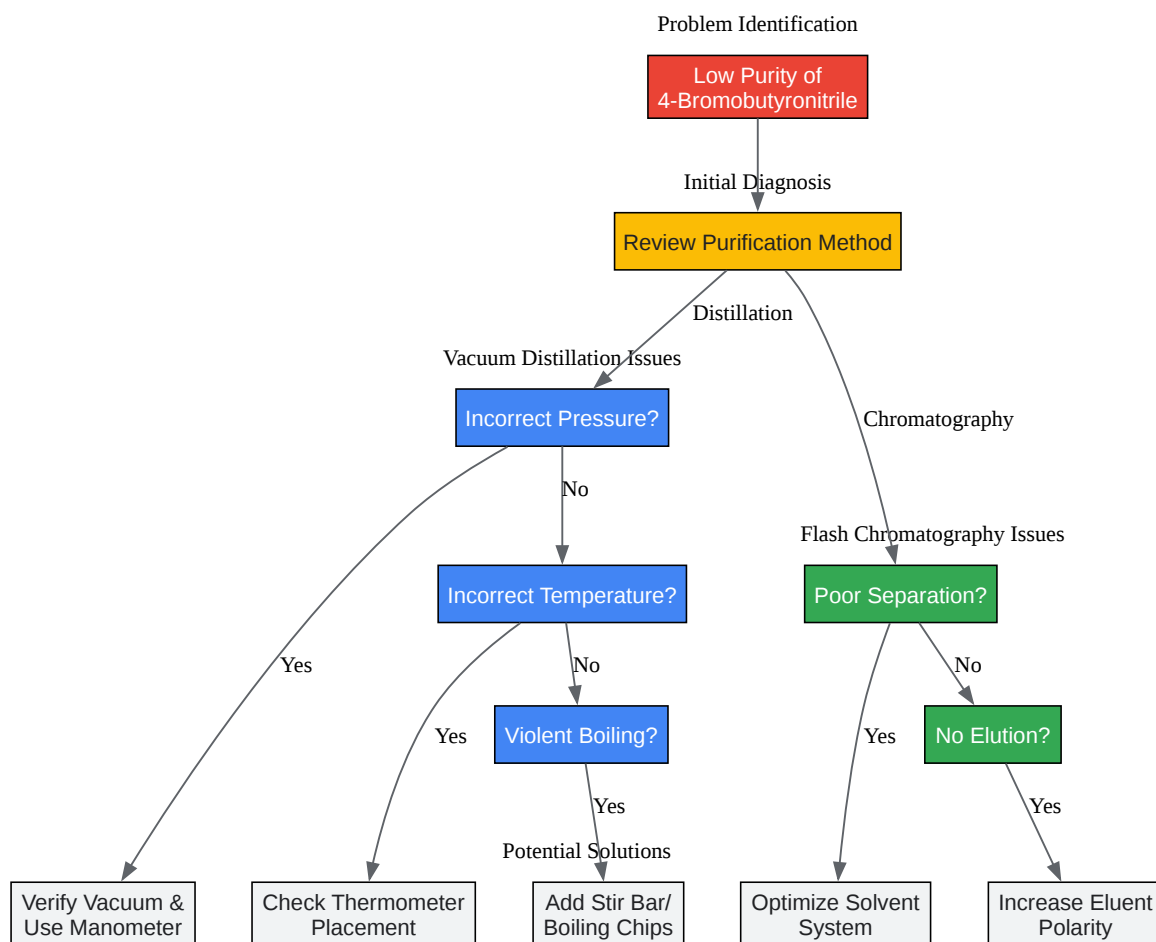 Problem Identification
Low Purity of
4-Bromobutyronitrile
Initial Diagnosis
Review Purification Method
Distillation
Vacuum Distillation Issues
Incorrect Pressure?
Chromatography
No
Flash Chromatography Issues
Incorrect Temperature?
Poor Separation?
Yes
No
No
Violent Boiling?
No Elution?
Yes
Yes
Yes
Yes
Potential Solutions
Verify Vacuum &
Use Manometer
Check Thermometer
Placement
Add Stir Bar/
Boiling Chips
Optimize Solvent
System
Increase Eluent
Polarity